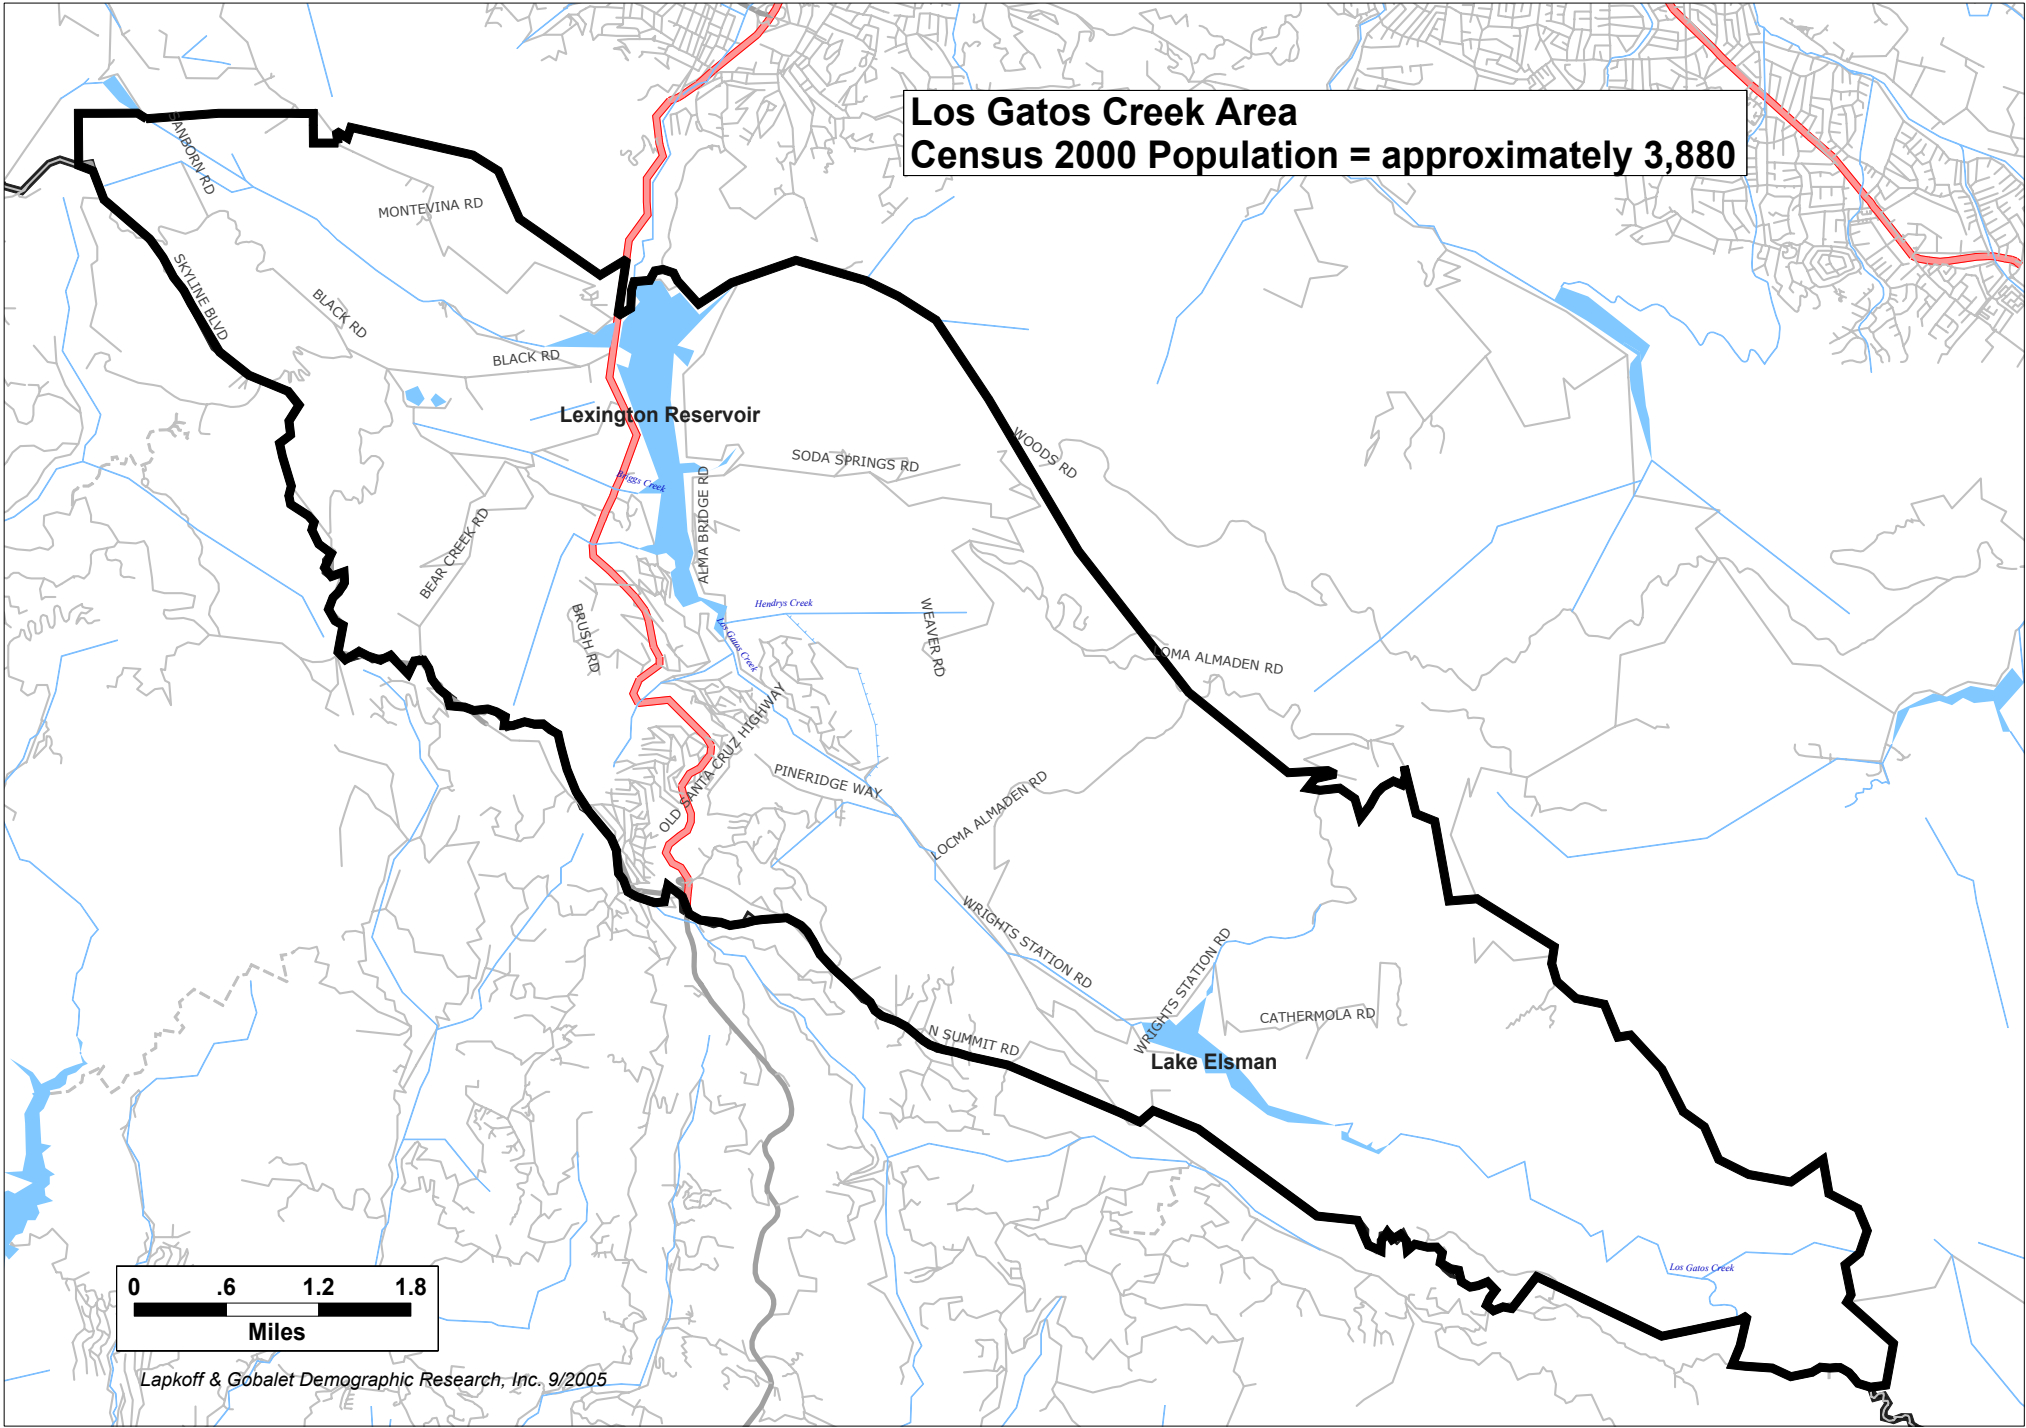 Los Gatos Creek Area
Census 2000 Population = approximately 3,880
SANBORN RD
MONTEVINA RD
SKYLINE BLVD
BLACK RD
BLACK RD
Lexington Reservoir
WOODS RD
SODA SPRINGS RD
Briggs Creek
ALMA BRIDGE RD
BEAR CREEK RD
Hendrys Creek
BRUSH RD
Los Gatos Creek
WEAVER RD
LOMA ALMADEN RD
OLD SANTA CRUZ HIGHWAY
PINERIDGE WAY
LOCMA ALMADEN RD
WRIGHTS STATION RD
WRIGHTS STATION RD
CATHERMOLA RD
N SUMMIT RD
Lake Elsman
Los Gatos Creek
0 .6 1.2 1.8
Miles
Lapkoff & Gobalet Demographic Research, Inc. 9/2005